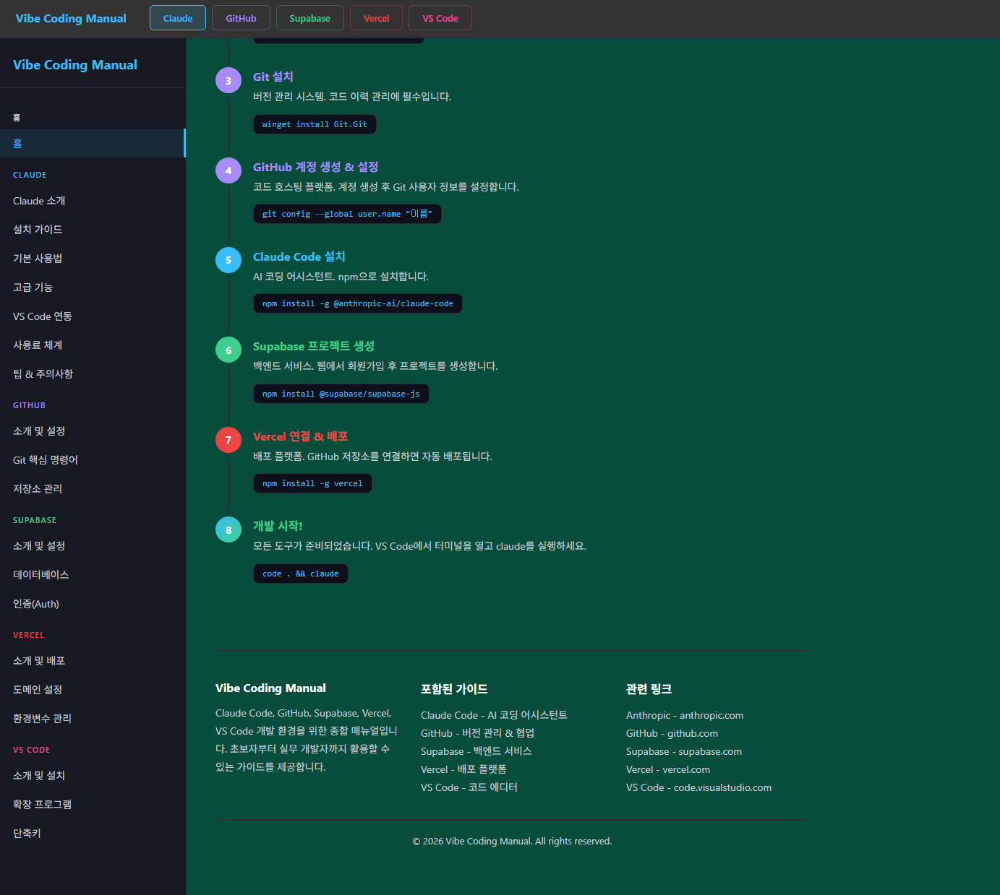 Vibe Coding Manual
Claude
GitHub
Supabase
Vercel
VS Code
Vibe Coding Manual
홈
홈
CLAUDE
Claude 소개
설치 가이드
기본 사용법
고급 기능
VS Code 연동
사용료 체계
팁 & 주의사항
GITHUB
소개 및 설정
Git 핵심 명령어
저장소 관리
SUPABASE
소개 및 설정
데이터베이스
인증(Auth)
VERCEL
소개 및 배포
도메인 설정
환경변수 관리
VS CODE
소개 및 설치
확장 프로그램
단축키
3
Git 설치
버전 관리 시스템. 코드 이력 관리에 필수입니다.
winget install Git.Git
4
GitHub 계정 생성 & 설정
코드 호스팅 플랫폼. 계정 생성 후 Git 사용자 정보를 설정합니다.
git config --global user.name "이름"
5
Claude Code 설치
AI 코딩 어시스턴트. npm으로 설치합니다.
npm install -g @anthropic-ai/claude-code
6
Supabase 프로젝트 생성
백엔드 서비스. 웹에서 회원가입 후 프로젝트를 생성합니다.
npm install @supabase/supabase-js
7
Vercel 연결 & 배포
배포 플랫폼. GitHub 저장소를 연결하면 자동 배포됩니다.
npm install -g vercel
8
개발 시작!
모든 도구가 준비되었습니다. VS Code에서 터미널을 열고 claude를 실행하세요.
code . && claude
Vibe Coding Manual
Claude Code, GitHub, Supabase, Vercel,
VS Code 개발 환경을 위한 종합 매뉴얼입니
다. 초보자부터 실무 개발자까지 활용할 수
있는 가이드를 제공합니다.
포함된 가이드
Claude Code - AI 코딩 어시스턴트
GitHub - 버전 관리 & 협업
Supabase - 백엔드 서비스
Vercel - 배포 플랫폼
VS Code - 코드 에디터
관련 링크
Anthropic - anthropic.com
GitHub - github.com
Supabase - supabase.com
Vercel - vercel.com
VS Code - code.visualstudio.com
© 2026 Vibe Coding Manual. All rights reserved.